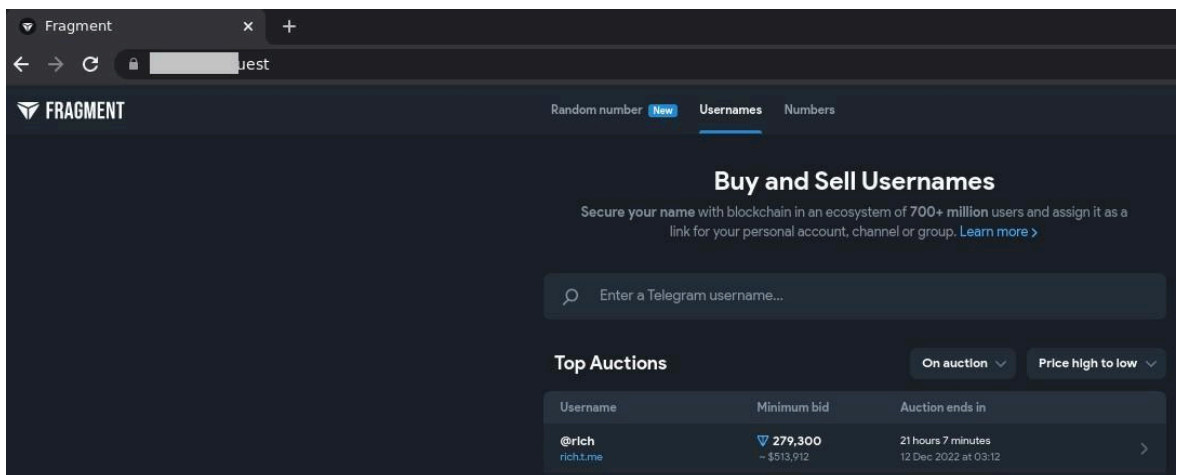 Fragment
uest
FRAGMENT Random number New Usernames Numbers
Buy and Sell Usernames
Secure your name with blockchain in an ecosystem of 700+ million users and assign it as a
link for your personal account, channel or group. Learn more >
Enter a Telegram username...
Top Auctions On auction Price high to low
Username Minimum bid Auction ends in
@rich 279,300 21 hours 7 minutes
rich.t.me ~ $513,912 12 Dec 2022 at 03:12